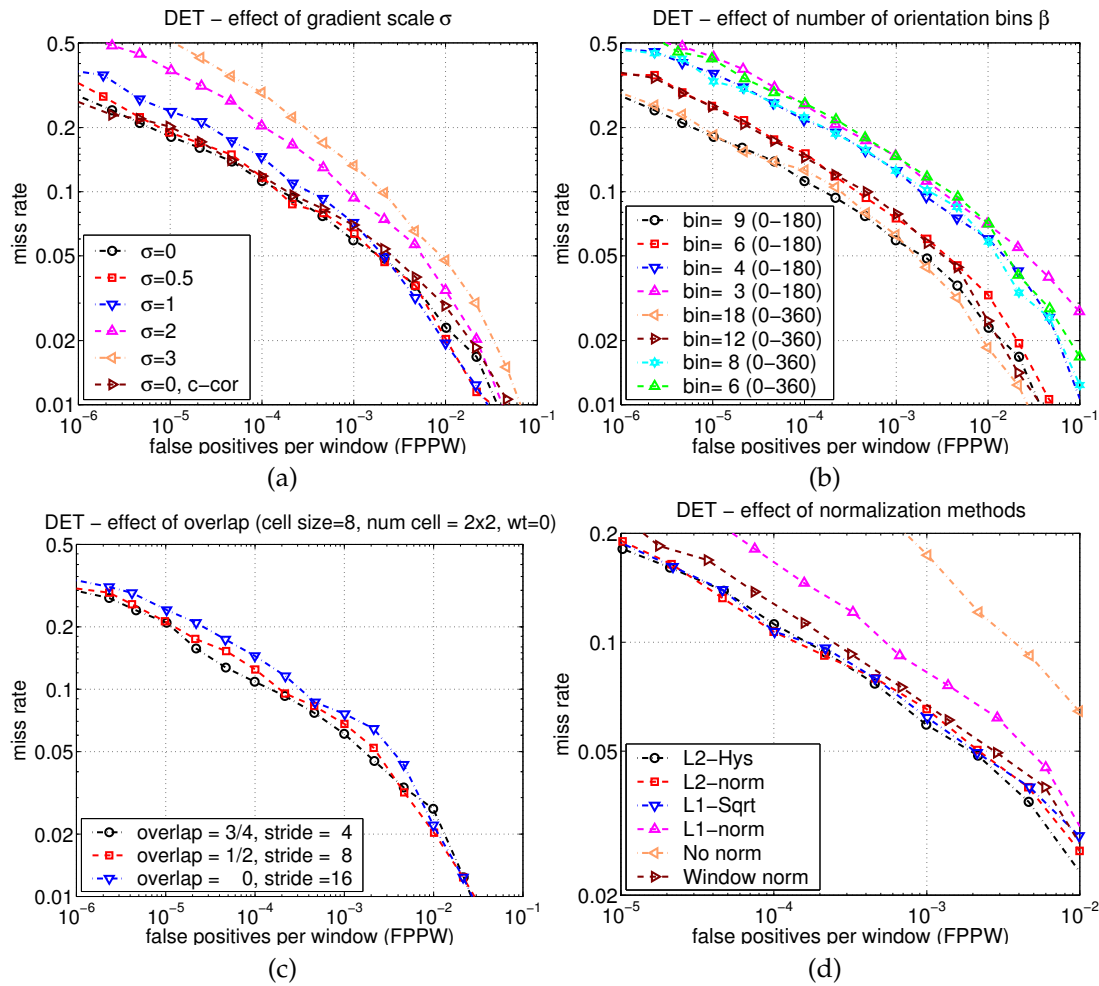 DET − effect of gradient scale σ
0.5
0.2
0.1
0.05
0.02
0.01
miss rate
σ=0
σ=0.5
σ=1
σ=2
σ=3
σ=0, c−cor
10⁻⁶ 10⁻⁵ 10⁻⁴ 10⁻³ 10⁻² 10⁻¹
false positives per window (FPPW)
(a)
DET − effect of number of orientation bins β
0.5
0.2
0.1
0.05
0.02
0.01
miss rate
bin= 9 (0−180)
bin= 6 (0−180)
bin= 4 (0−180)
bin= 3 (0−180)
bin=18 (0−360)
bin=12 (0−360)
bin= 8 (0−360)
bin= 6 (0−360)
10⁻⁶ 10⁻⁵ 10⁻⁴ 10⁻³ 10⁻² 10⁻¹
false positives per window (FPPW)
(b)
DET − effect of overlap (cell size=8, num cell = 2x2, wt=0)
0.5
0.2
0.1
0.05
0.02
0.01
miss rate
overlap = 3/4, stride = 4
overlap = 1/2, stride = 8
overlap = 0, stride =16
10⁻⁶ 10⁻⁵ 10⁻⁴ 10⁻³ 10⁻² 10⁻¹
false positives per window (FPPW)
(c)
DET − effect of normalization methods
0.2
0.1
0.05
0.02
miss rate
L2−Hys
L2−norm
L1−Sqrt
L1−norm
No norm
Window norm
10⁻⁵ 10⁻⁴ 10⁻³ 10⁻²
false positives per window (FPPW)
(d)